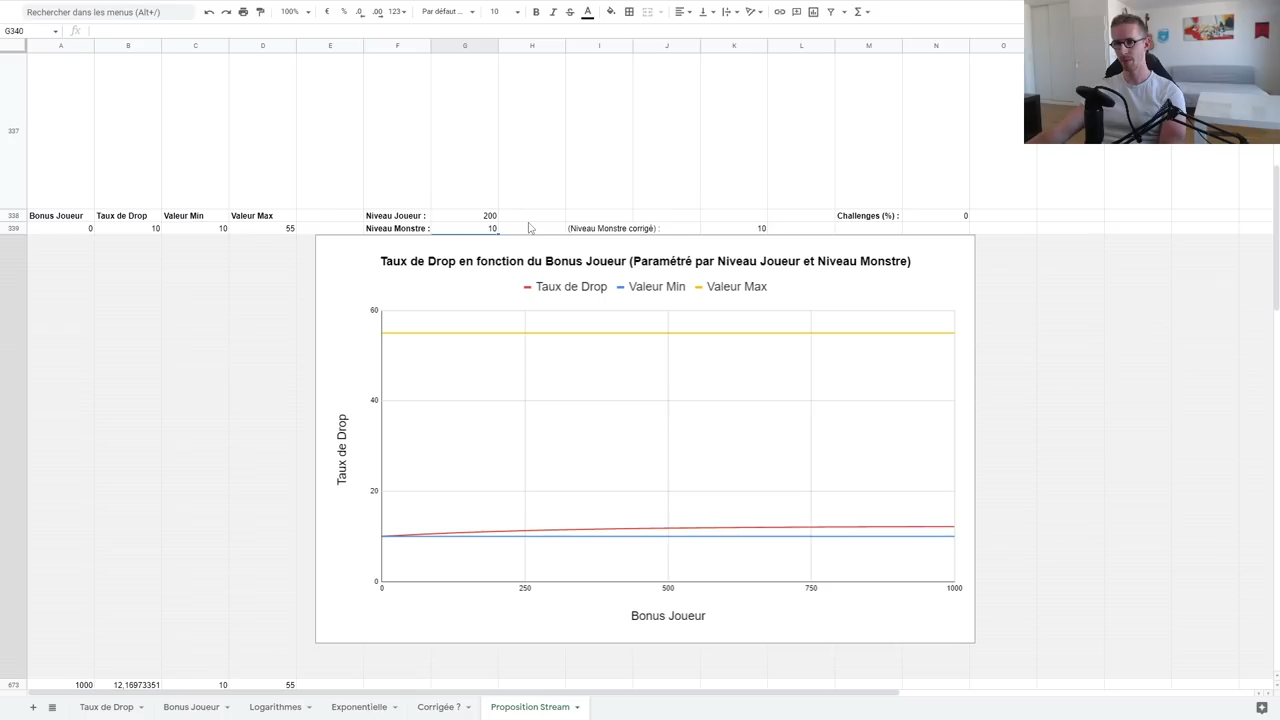 Rechercher dans les menus (Alt+/) 100% € % .0 .00 123 Par défaut ... 10 B I S A Σ
G340 fx
A B C D E F G H I J K L M N O
337
338 Bonus Joueur Taux de Drop Valeur Min Valeur Max Niveau Joueur : 200 Challenges (%) : 0
339 0 10 10 55 Niveau Monstre : 10 (Niveau Monstre corrigé) : 10
Taux de Drop en fonction du Bonus Joueur (Paramétré par Niveau Joueur et Niveau Monstre)
Taux de Drop Valeur Min Valeur Max
60
40
20
0
Taux de Drop
0 250 500 750 1000
Bonus Joueur
673 1000 12,16973351 10 55
Taux de Drop Bonus Joueur Logarithmes Exponentielle Corrigée ? Proposition Stream